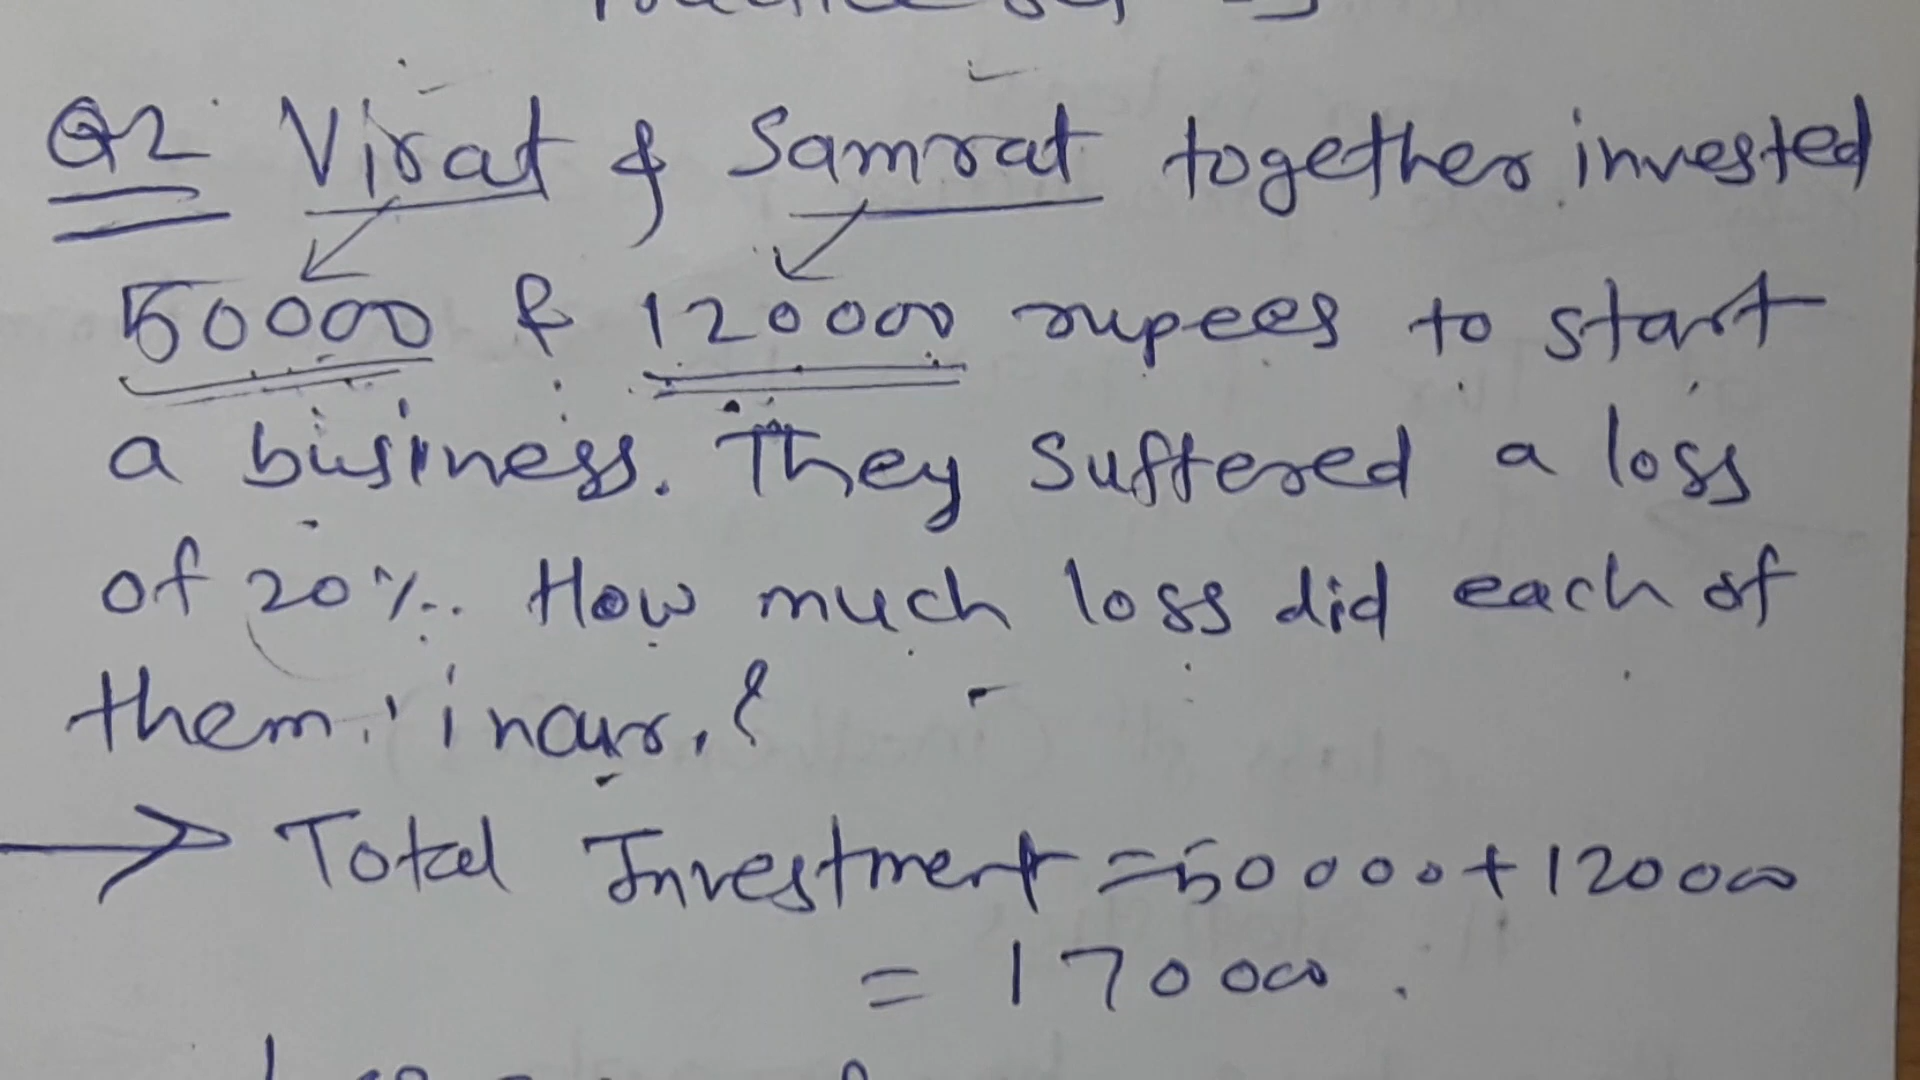 Q2 Virat & Samrat together invested
50000 & 120000 rupees to start
a business. They suffered a loss
of 20%. How much loss did each of
them incur.?
Total Investment = 50000 + 120000
= 170000.